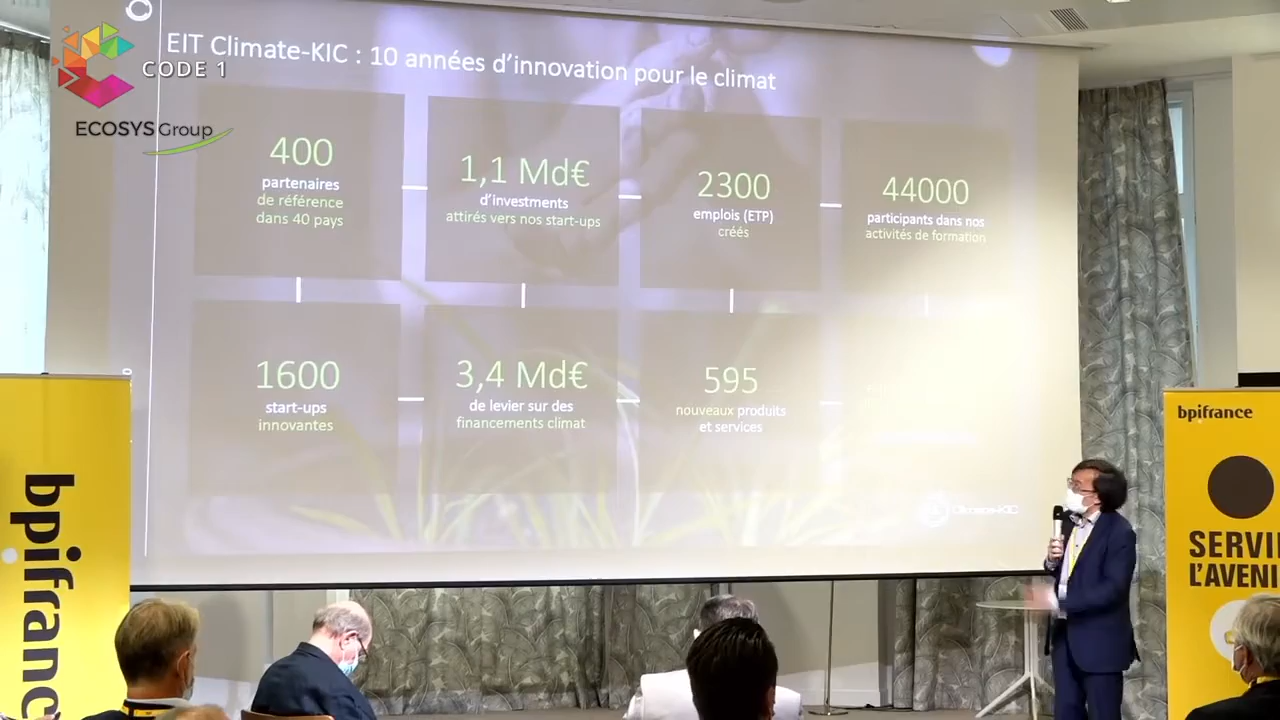 EIT Climate-KIC : 10 années d'innovation pour le climat
CODE 1
ECOSYS Group
400
partenaires
de référence
dans 40 pays
1,1 Md€
d'investments
attirés vers nos start-ups
2300
emplois (ETP)
créés
44000
participants dans nos
activités de formation
1600
start-ups
innovantes
3,4 Md€
de levier sur des
financements climat
595
nouveaux produits
et services
Climate-KIC
bpifrance
bpifrance
SERVI
L'AVENI